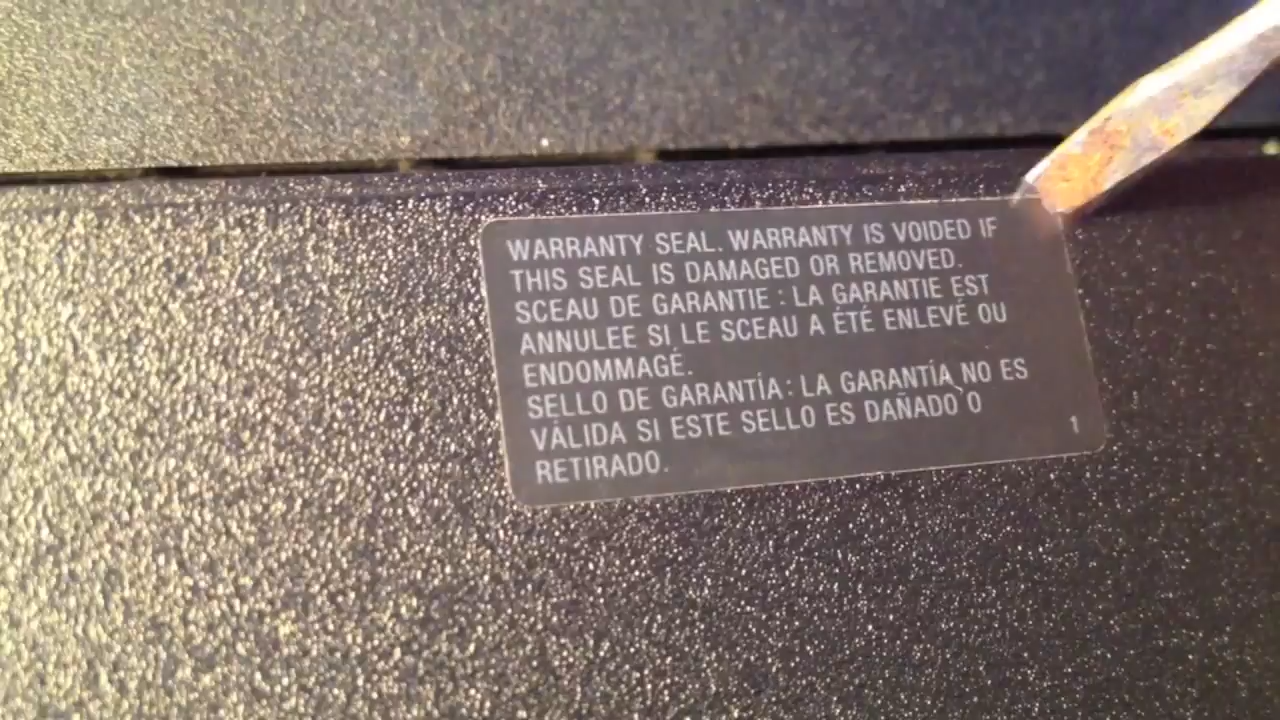 WARRANTY SEAL. WARRANTY IS VOIDED IF
THIS SEAL IS DAMAGED OR REMOVED.
SCEAU DE GARANTIE : LA GARANTIE EST
ANNULEE SI LE SCEAU A ÉTÉ ENLEVÉ OU
ENDOMMAGÉ.
SELLO DE GARANTÍA: LA GARANTÍA NO ES
VÁLIDA SI ESTE SELLO ES DAÑADO O
RETIRADO.
1